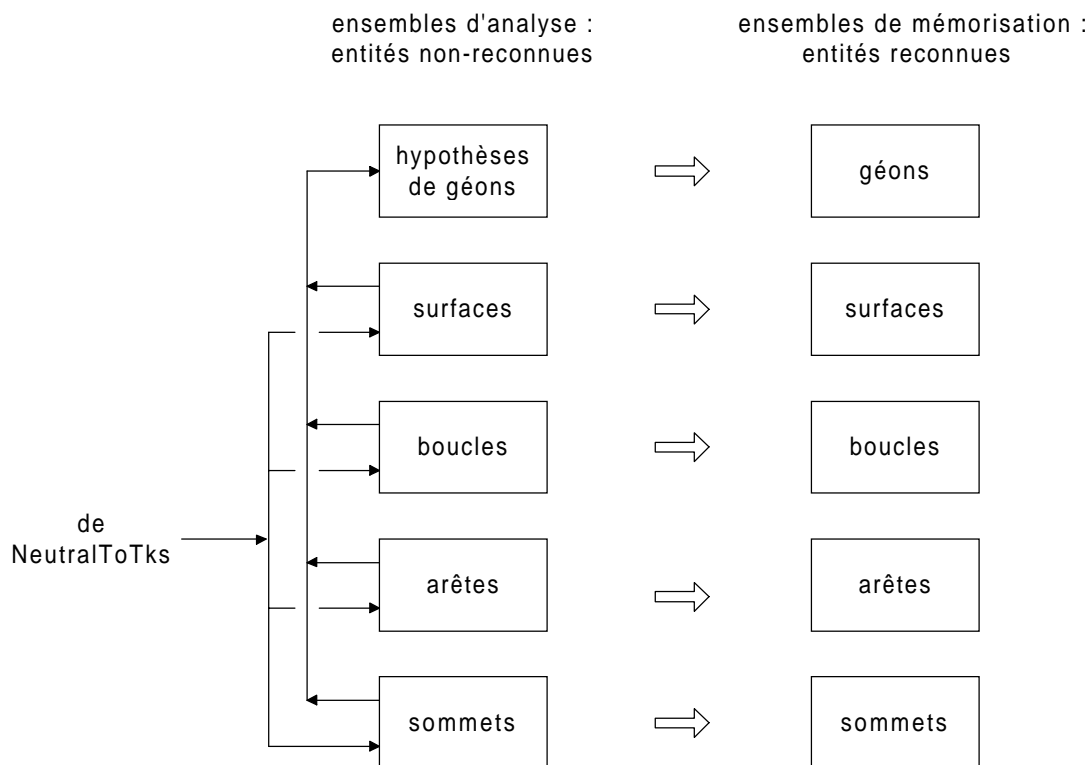 ensembles d'analyse :
entités non-reconnues
ensembles de mémorisation :
entités reconnues
hypothèses
de géons
géons
surfaces
surfaces
boucles
boucles
de
NeutralToTks
arêtes
arêtes
sommets
sommets